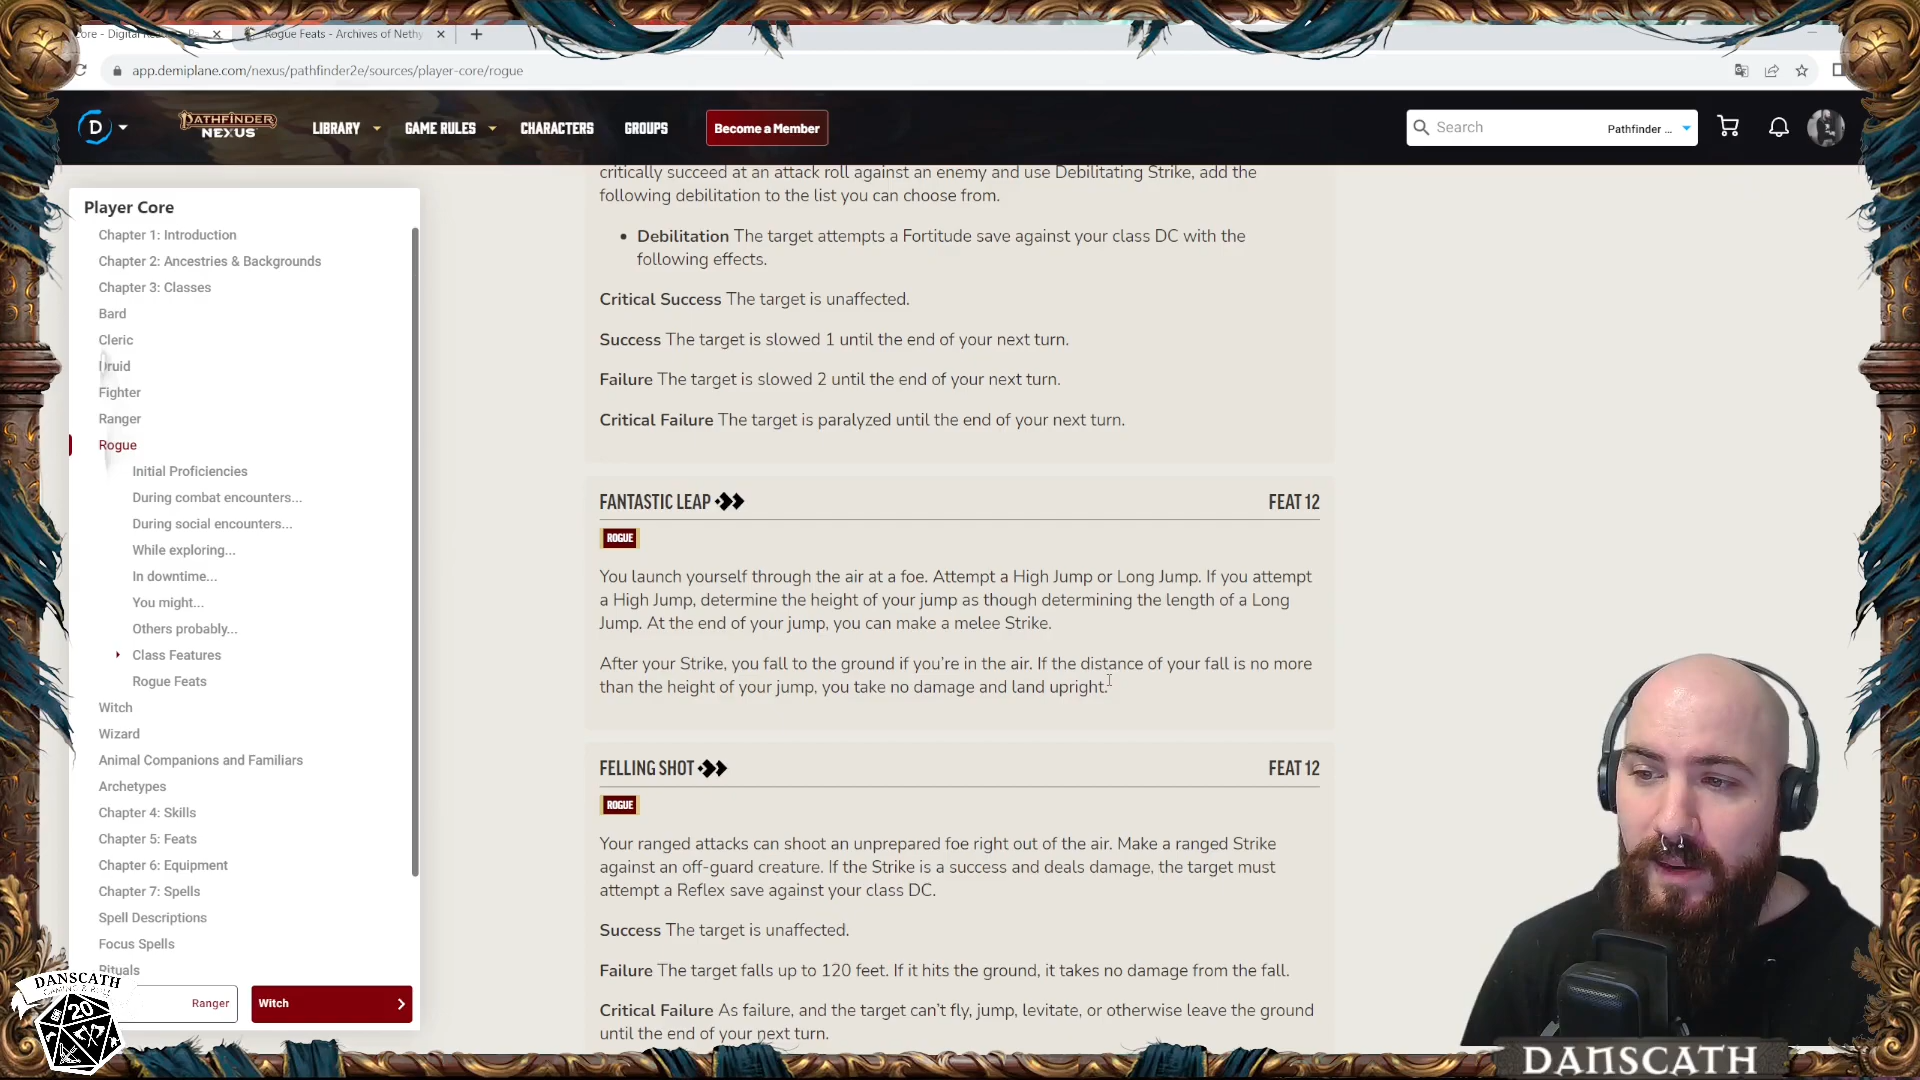 Core - Digital Rea
Rogue Feats - Archives of Nethy
app.demiplane.com/nexus/pathfinder2e/sources/player-core/rogue
D
PATHFINDER
NEXUS
LIBRARY
GAME RULES
CHARACTERS
GROUPS
Become a Member
Search
Pathfinder ...
Player Core
Chapter 1: Introduction
Chapter 2: Ancestries & Backgrounds
Chapter 3: Classes
Bard
Cleric
Druid
Fighter
Ranger
Rogue
Initial Proficiencies
During combat encounters...
During social encounters...
While exploring...
In downtime...
You might...
Others probably...
Class Features
Rogue Feats
Witch
Wizard
Animal Companions and Familiars
Archetypes
Chapter 4: Skills
Chapter 5: Feats
Chapter 6: Equipment
Chapter 7: Spells
Spell Descriptions
Focus Spells
Rituals
Ranger
Witch
critically succeed at an attack roll against an enemy and use Debilitating Strike, add the
following debilitation to the list you can choose from.
• Debilitation The target attempts a Fortitude save against your class DC with the
following effects.
Critical Success The target is unaffected.
Success The target is slowed 1 until the end of your next turn.
Failure The target is slowed 2 until the end of your next turn.
Critical Failure The target is paralyzed until the end of your next turn.
FANTASTIC LEAP
FEAT 12
ROGUE
You launch yourself through the air at a foe. Attempt a High Jump or Long Jump. If you attempt
a High Jump, determine the height of your jump as though determining the length of a Long
Jump. At the end of your jump, you can make a melee Strike.
After your Strike, you fall to the ground if you're in the air. If the distance of your fall is no more
than the height of your jump, you take no damage and land upright.
FELLING SHOT
FEAT 12
ROGUE
Your ranged attacks can shoot an unprepared foe right out of the air. Make a ranged Strike
against an off-guard creature. If the Strike is a success and deals damage, the target must
attempt a Reflex save against your class DC.
Success The target is unaffected.
Failure The target falls up to 120 feet. If it hits the ground, it takes no damage from the fall.
Critical Failure As failure, and the target can't fly, jump, levitate, or otherwise leave the ground
until the end of your next turn.
DANSCATH
20
DANSCATH